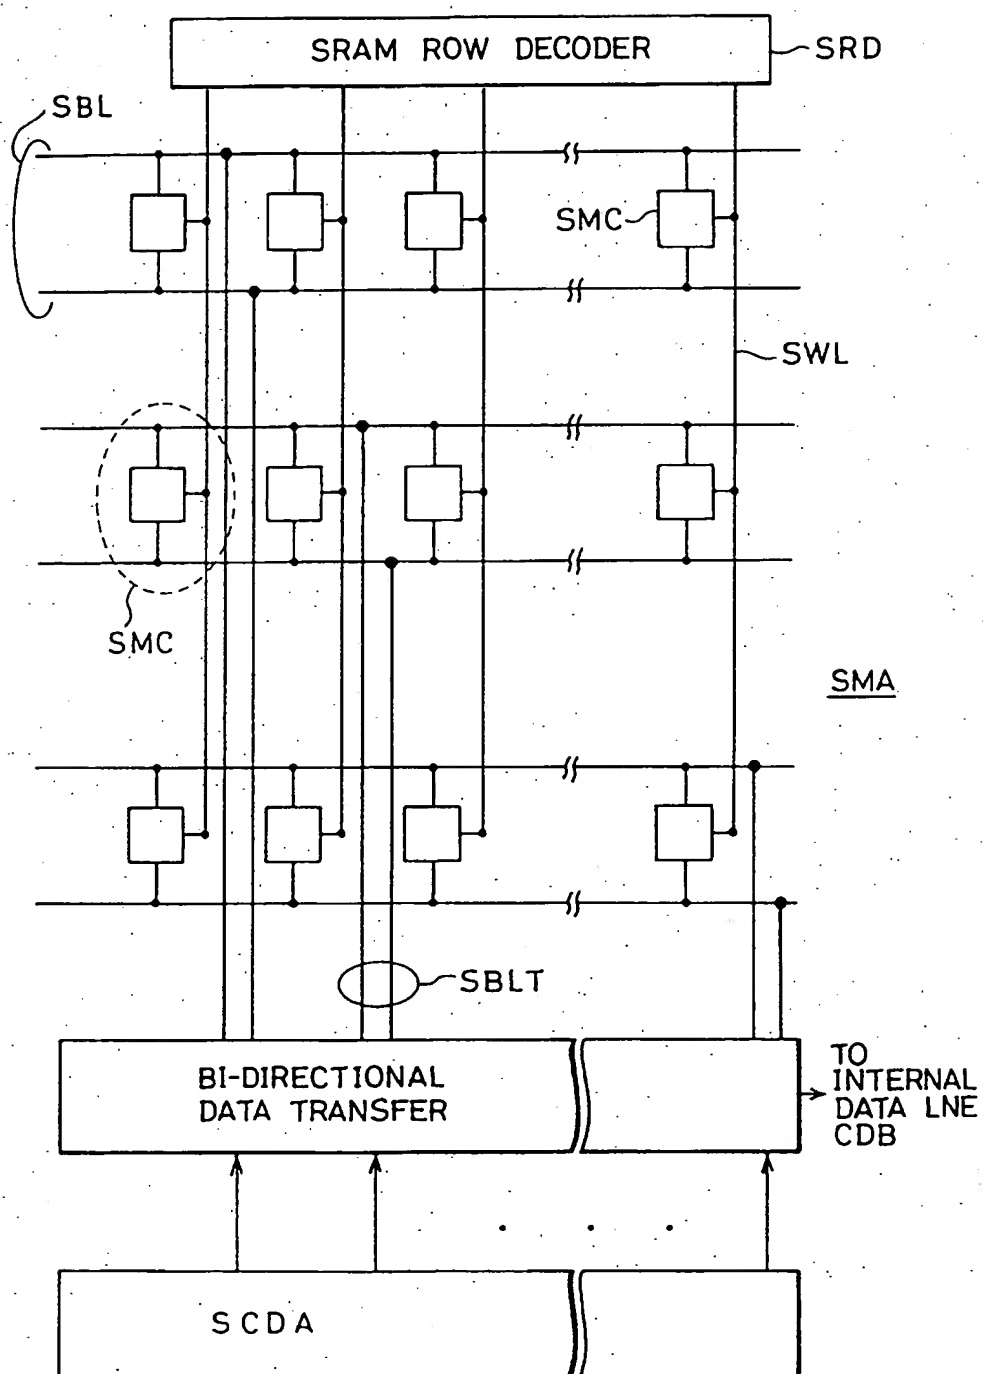 SRAM ROW DECODER
SRD
SBL
SMC
SWL
SMC
SMA
SBLT
BI-DIRECTIONAL
DATA TRANSFER
TO
INTERNAL
DATA LNE
CDB
SCDA